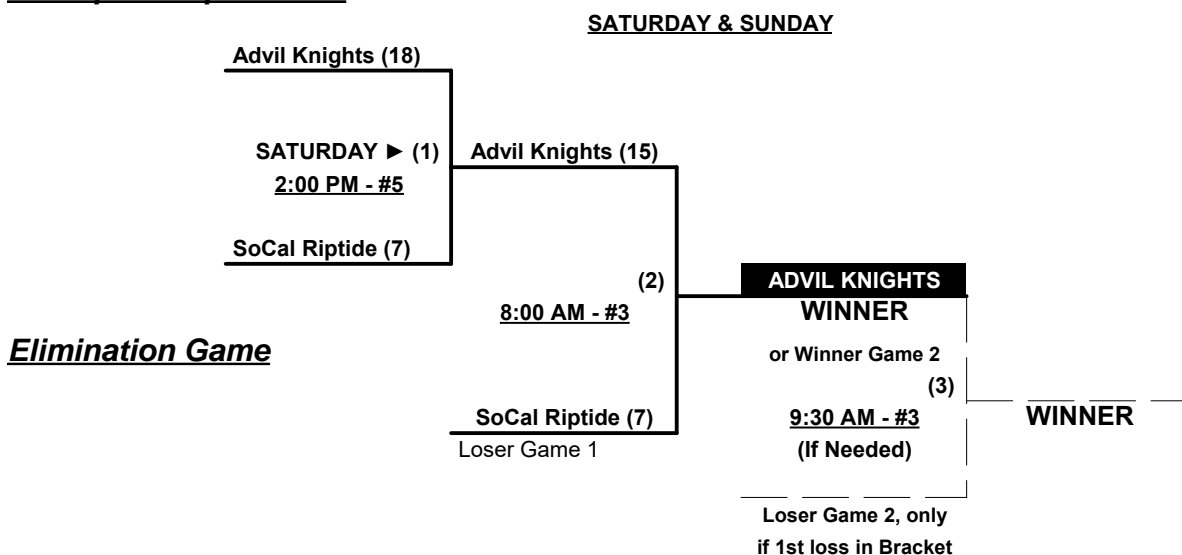 SATURDAY & SUNDAY
Advil Knights (18)
SATURDAY ► (1)
2:00 PM - #5
SoCal Riptide (7)
Advil Knights (15)
(2)
8:00 AM - #3
Elimination Game
SoCal Riptide (7)
Loser Game 1
ADVIL KNIGHTS
WINNER
or Winner Game 2
(3)
9:30 AM - #3
(If Needed)
WINNER
Loser Game 2, only
if 1st loss in Bracket